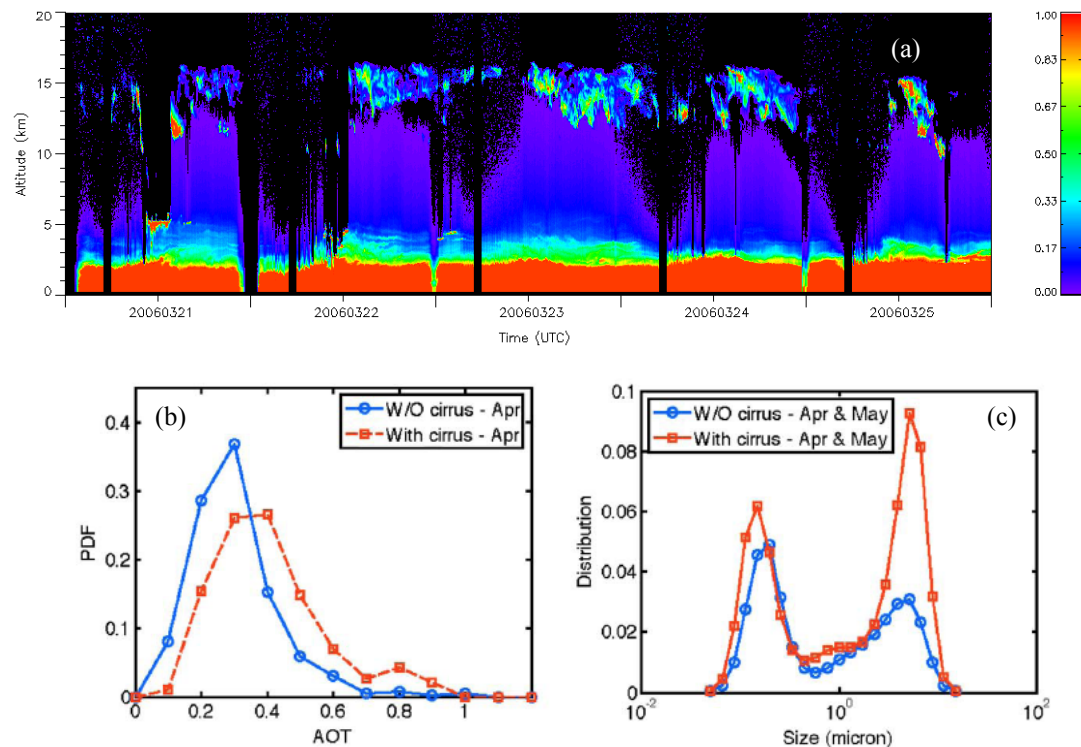 (a)
20
15
10
5
0
Altitude (km)
20060321 20060322 20060323 20060324 20060325
Time (UTC)
1.00
0.83
0.67
0.50
0.33
0.17
0.00
(b)
W/O cirrus - Apr
With cirrus - Apr
0.4
0.3
0.2
0.1
0
PDF
0 0.2 0.4 0.6 0.8 1
AOT
(c)
W/O cirrus - Apr & May
With cirrus - Apr & May
0.1
0.08
0.06
0.04
0.02
0
Distribution
10⁻² 10⁰ 10²
Size (micron)